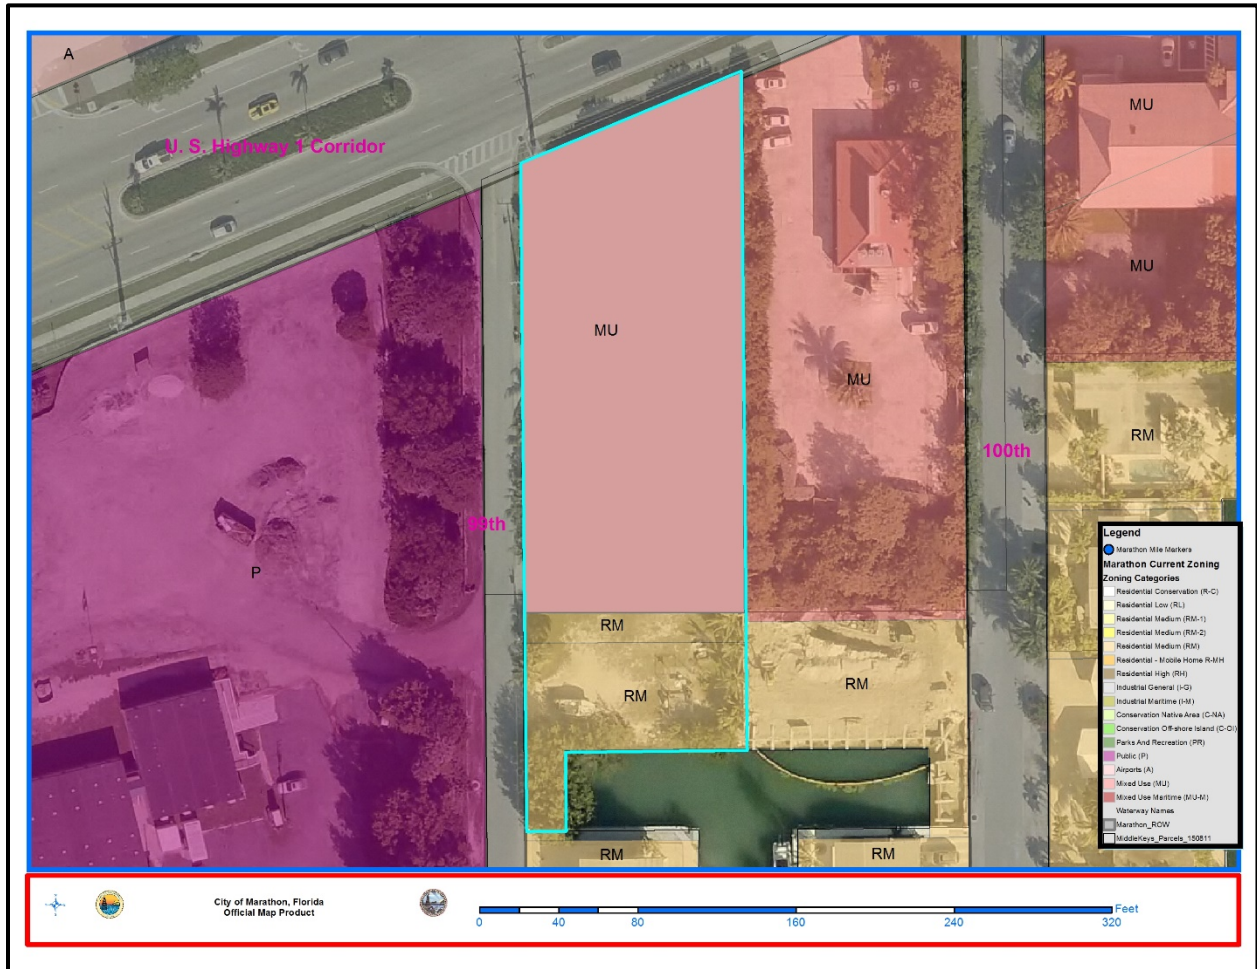 A
U. S. Highway 1 Corridor
MU
MU
MU
MU
RM
100th
99th
P
RM
RM
RM
RM
RM
Legend
Marathon Mile Markers
Marathon Current Zoning
Zoning Categories
Residential Conservation (R-C)
Residential Low (RL)
Residential Medium (RM-1)
Residential Medium (RM-2)
Residential Medium (RM)
Residential - Mobile Home R-MH
Residential High (RH)
Industrial General (I-G)
Industrial Maritime (I-M)
Conservation Native Area (C-NA)
Conservation Off-shore Island (C-OI)
Parks And Recreation (PR)
Public (P)
Airports (A)
Mixed Use (MU)
Mixed Use Maritime (MU-M)
Waterway Names
Marathon_ROW
MiddleKeys_Parcels_150811
City of Marathon, Florida
Official Map Product
Feet
0 40 80 160 240 320